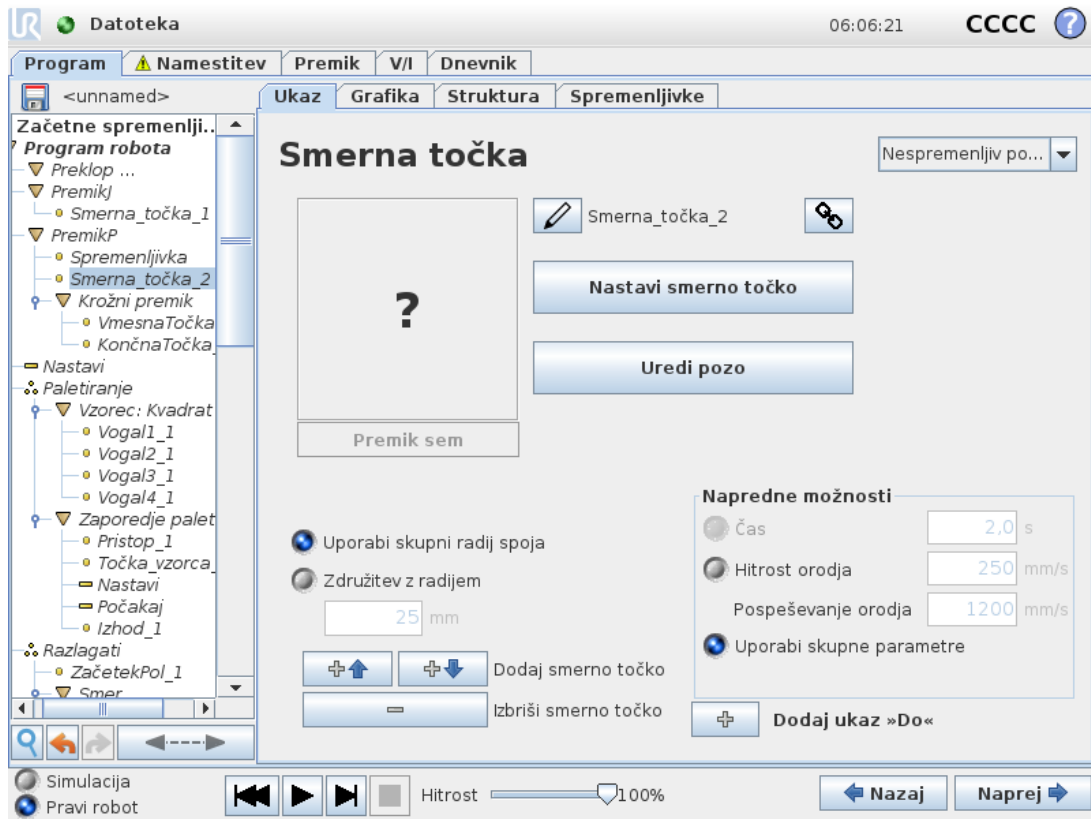 UR Datoteka 06:06:21 CCCC ?
Program Namestitev Premik V/I Dnevnik
<unnamed>
Ukaz Grafika Struktura Spremenljivke
Začetne spremenlji..
Program robota
Preklop ...
PremikJ
Smerna_točka_1
PremikP
Spremenljivka
Smerna_točka_2
Krožni premik
VmesnaTočka
KončnaTočka_
Nastavi
Paletiranje
Vzorec: Kvadrat
Vogal1_1
Vogal2_1
Vogal3_1
Vogal4_1
Zaporedje palet
Pristop_1
Točka_vzorca_
Nastavi
Počakaj
Izhod_1
Razlagati
ZačetekPol_1
Smer
Smerna točka
Nespremenljiv po...
?
Premik sem
Smerna_točka_2
Nastavi smerno točko
Uredi pozo
Uporabi skupni radij spoja
Združitev z radijem
25 mm
Dodaj smerno točko
Izbriši smerno točko
Napredne možnosti
Čas 2,0 s
Hitrost orodja 250 mm/s
Pospeševanje orodja 1200 mm/s
Uporabi skupne parametre
Dodaj ukaz »Do«
Simulacija
Pravi robot
Hitrost 100%
Nazaj Naprej